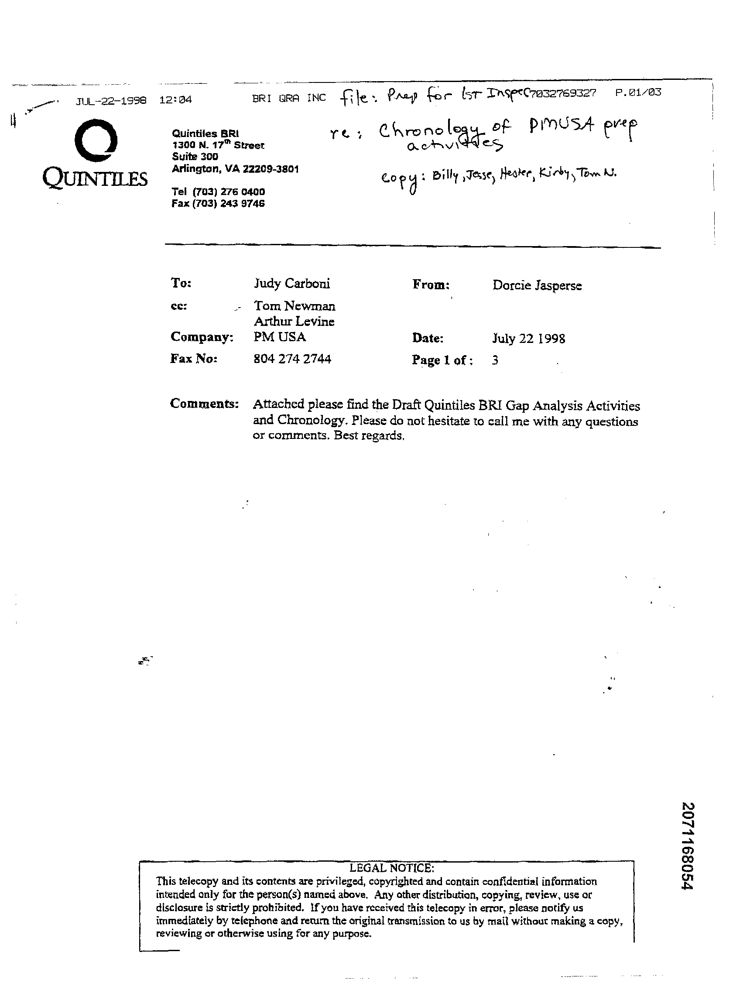 JUL-22-1998 12:04 BRI QRA INC file: Prep for 1st Inspec 7032769327 P.01/03
re: Chronology of PMUSA prep
activities
copy: Billy, Jesse, Hester, Kirby, Tom N.
QUINTILES
Quintiles BRI
1300 N. 17th Street
Suite 300
Arlington, VA 22209-3801
Tel (703) 276 0400
Fax (703) 243 9746
To: Judy Carboni From: Dorcie Jasperse
cc: Tom Newman
Arthur Levine
Company: PM USA Date: July 22 1998
Fax No: 804 274 2744 Page 1 of: 3
Comments: Attached please find the Draft Quintiles BRI Gap Analysis Activities
and Chronology. Please do not hesitate to call me with any questions
or comments. Best regards.
2071168054
LEGAL NOTICE:
This telecopy and its contents are privileged, copyrighted and contain confidential information
intended only for the person(s) named above. Any other distribution, copying, review, use or
disclosure is strictly prohibited. If you have received this telecopy in error, please notify us
immediately by telephone and return the original transmission to us by mail without making a copy,
reviewing or otherwise using for any purpose.